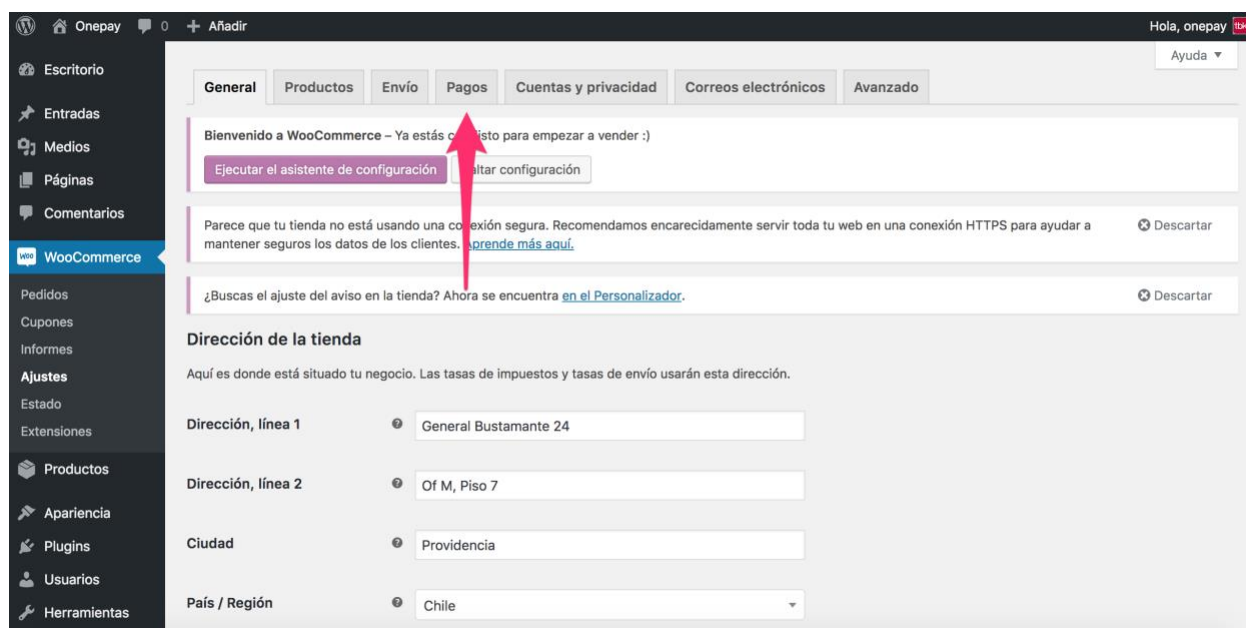 Onepay 0 + Añadir Hola, onepay
Ayuda
Escritorio
Entradas
Medios
Páginas
Comentarios
WooCommerce
Pedidos
Cupones
Informes
Ajustes
Estado
Extensiones
Productos
Apariencia
Plugins
Usuarios
Herramientas
General Productos Envío Pagos Cuentas y privacidad Correos electrónicos Avanzado
Bienvenido a WooCommerce – Ya estás para empezar a vender :)
Ejecutar el asistente de configuración configuración
Parece que tu tienda no está usando una conexión segura. Recomendamos encarecidamente servir toda tu web en una conexión HTTPS para ayudar a
mantener seguros los datos de los clientes. Aprende más aquí.
Descartar
¿Buscas el ajuste del aviso en la tienda? Ahora se encuentra en el Personalizador.
Descartar
Dirección de la tienda
Aquí es donde está situado tu negocio. Las tasas de impuestos y tasas de envío usarán esta dirección.
Dirección, línea 1 General Bustamante 24
Dirección, línea 2 Of M, Piso 7
Ciudad Providencia
País / Región Chile